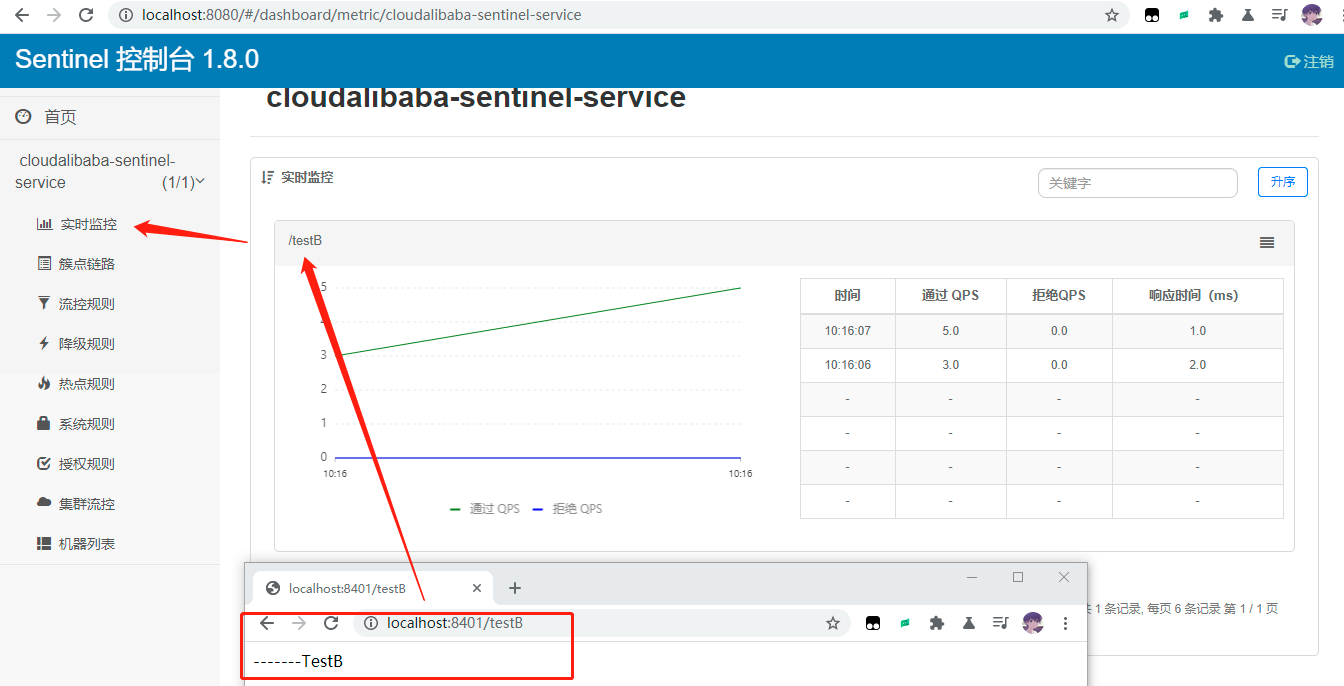 localhost:8080/#/dashboard/metric/cloudalibaba-sentinel-service
Sentinel 控制台 1.8.0
注销
首页
cloudalibaba-sentinel-
service
(1/1)
实时监控
簇点链路
流控规则
降级规则
热点规则
系统规则
授权规则
集群流控
机器列表
cloudalibaba-sentinel-service
实时监控
关键字
升序
/testB
5
3
2
1
0
10:16
10:16
通过 QPS
拒绝 QPS
时间 通过 QPS 拒绝QPS 响应时间（ms）
10:16:07 5.0 0.0 1.0
10:16:06 3.0 0.0 2.0
- - - -
- - - -
- - - -
- - - -
1 条记录, 每页 6 条记录 第 1 / 1 页
localhost:8401/testB
localhost:8401/testB
-------TestB